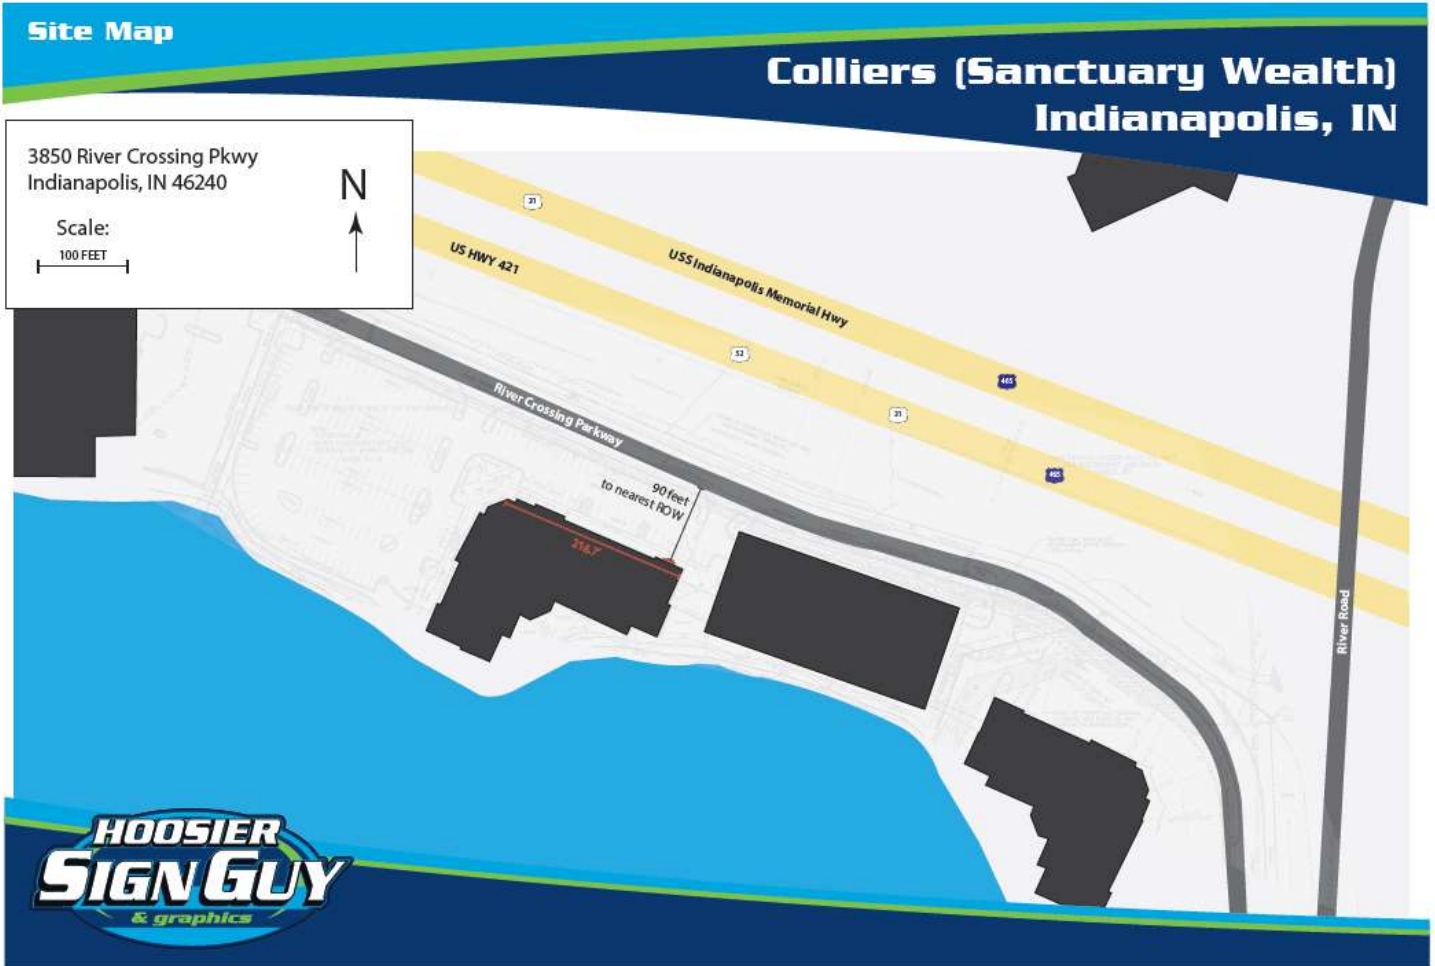 Site Map
Colliers (Sanctuary Wealth)
Indianapolis, IN
3850 River Crossing Pkwy
Indianapolis, IN 46240
N
Scale:
100 FEET
31
US HWY 421
USS Indianapolis Memorial Hwy
52
465
31
465
River Crossing Parkway
90 feet
to nearest ROW
216.7'
River Road
HOOSIER
SIGN GUY
& graphics